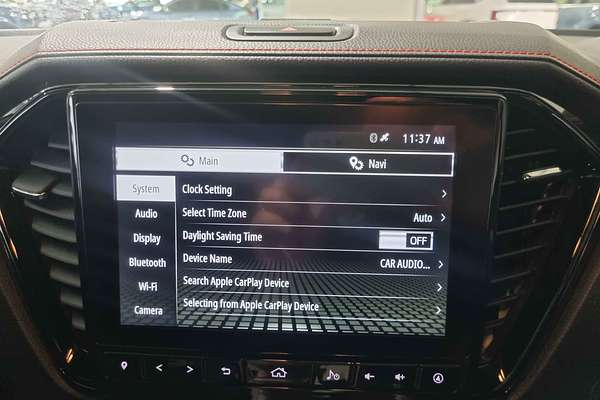 11:37 AM
Main
Navi
System
Clock Setting
Audio
Select Time Zone Auto
Display
Daylight Saving Time OFF
Bluetooth
Device Name CAR AUDIO...
Wi-Fi
Search Apple CarPlay Device
Camera
Selecting from Apple CarPlay Device